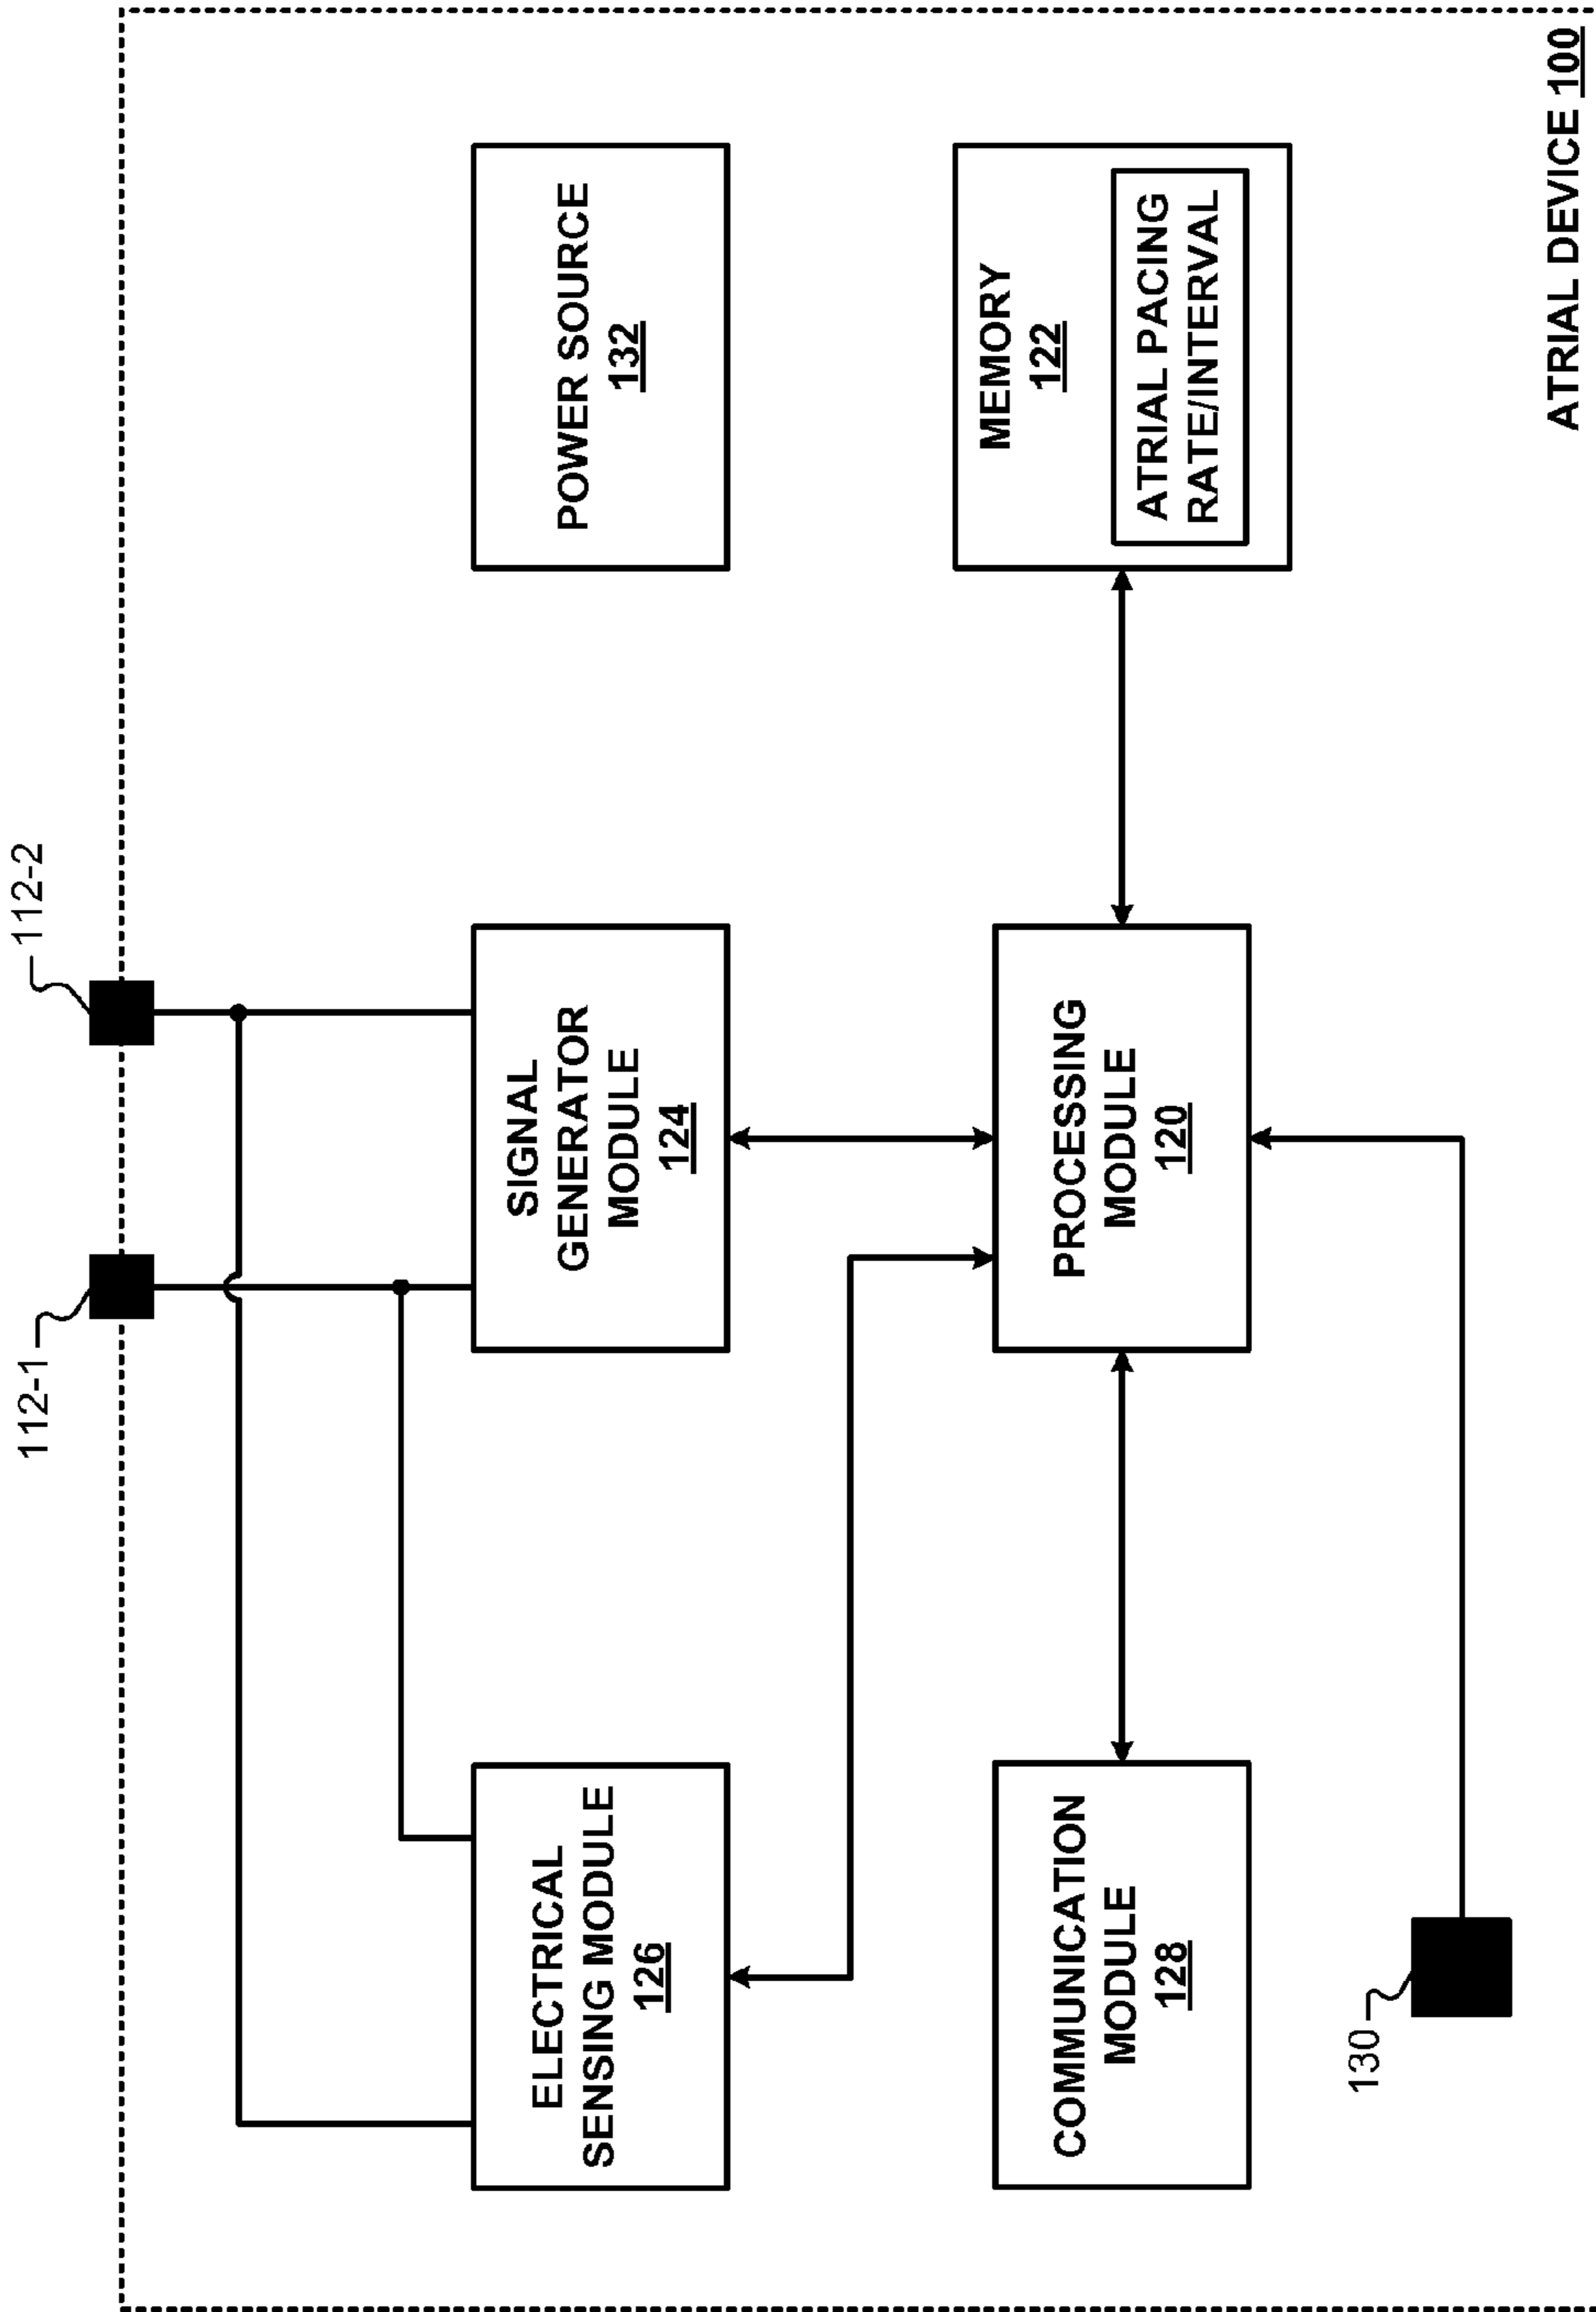 112-1
112-2
ELECTRICAL
SENSING MODULE
126
SIGNAL
GENERATOR
MODULE
124
POWER SOURCE
132
COMMUNICATION
MODULE
128
PROCESSING
MODULE
120
MEMORY
122
ATRIAL PACING
RATE/INTERVAL
130
ATRIAL DEVICE 100